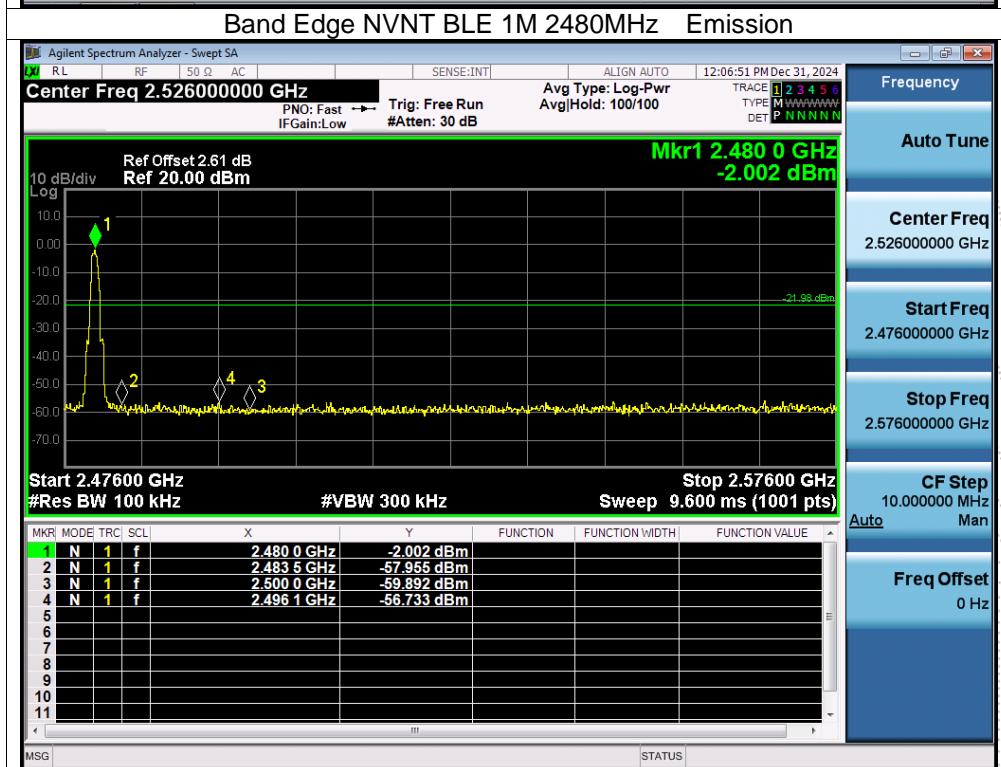 Band Edge NVNT BLE 1M 2480MHz Emission
Agilent Spectrum Analyzer - Swept SA
LXI RL RF 50 Ω AC SENSE:INT ALIGN AUTO 12:06:51 PM Dec 31, 2024
Center Freq 2.526000000 GHz
PNO: Fast
IFGain:Low
Trig: Free Run
#Atten: 30 dB
Avg Type: Log-Pwr
Avg|Hold: 100/100
TRACE 1 2 3 4 5 6
TYPE M WWWWW
DET P N N N N N
Ref Offset 2.61 dB
10 dB/div Ref 20.00 dBm
Log
Mkr1 2.480 0 GHz
-2.002 dBm
10.0
0.00
-10.0
-20.0
-30.0
-40.0
-50.0
-60.0
-70.0
1
2
4
3
-21.98 dBm
Start 2.47600 GHz Stop 2.57600 GHz
#Res BW 100 kHz #VBW 300 kHz Sweep 9.600 ms (1001 pts)
MKR MODE TRC SCL X Y FUNCTION FUNCTION WIDTH FUNCTION VALUE
1 N 1 f 2.480 0 GHz -2.002 dBm
2 N 1 f 2.483 5 GHz -57.955 dBm
3 N 1 f 2.500 0 GHz -59.892 dBm
4 N 1 f 2.496 1 GHz -56.733 dBm
5
6
7
8
9
10
11
MSG STATUS
Frequency
Auto Tune
Center Freq
2.526000000 GHz
Start Freq
2.476000000 GHz
Stop Freq
2.576000000 GHz
CF Step
10.000000 MHz
Auto Man
Freq Offset
0 Hz